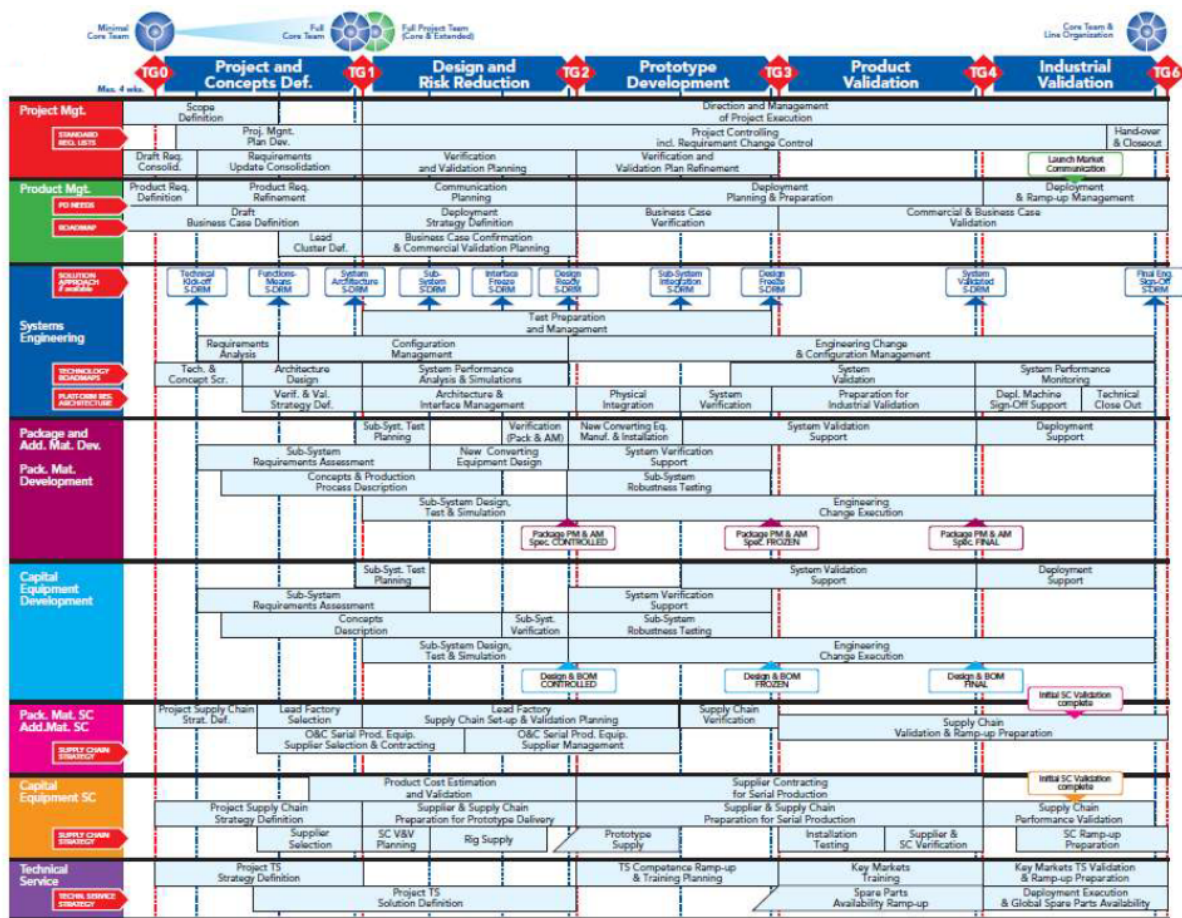 Minimal
Core Team
Full
Core Team
Full Project Team
(Core & Extended)
Core Team &
Line Organization
Max. 4 wks.
TG0
Project and
Concepts Def.
TG1
Design and
Risk Reduction
TG2
Prototype
Development
TG3
Product
Validation
TG4
Industrial
Validation
TG6
Project Mgt.
STANDARD
REQ. LISTS
Scope
Definition
Direction and Management
of Project Execution
Proj. Mgnt.
Plan Dev.
Project Controlling
incl. Requirement Change Control
Hand-over
& Closeout
Draft Req.
Consolid.
Requirements
Update Consolidation
Verification
and Validation Planning
Verification and
Validation Plan Refinement
Launch Market
Communication
Product Mgt.
PD NEEDS
ROADMAP
Product Req.
Definition
Product Req.
Refinement
Communication
Planning
Deployment
Planning & Preparation
Deployment
& Ramp-up Management
Draft
Business Case Definition
Deployment
Strategy Definition
Business Case
Verification
Commercial & Business Case
Validation
Lead
Cluster Def.
Business Case Confirmation
& Commercial Validation Planning
SOLUTION
APPROACH
if available
Technical
Kick-off
S-DRM
Functions-
Means
S-DRM
System
Architecture
S-DRM
Sub-
System
S-DRM
Interface
Freeze
S-DRM
Design
Ready
S-DRM
Sub-System
Integration
S-DRM
Design
Freeze
S-DRM
System
Validated
S-DRM
Final Eng.
Sign-Off
S-DRM
Systems
Engineering
TECHNOLOGY
ROADMAPS
PLATFORM RES.
ARCHITECTURE
Test Preparation
and Management
Requirements
Analysis
Configuration
Management
Engineering Change
& Configuration Management
Tech. &
Concept Scr.
Architecture
Design
System Performance
Analysis & Simulations
System
Validation
System Performance
Monitoring
Verif. & Val.
Strategy Def.
Architecture &
Interface Management
Physical
Integration
System
Verification
Preparation for
Industrial Validation
Depl. Machine
Sign-Off Support
Technical
Close Out
Package and
Add. Mat. Dev.
Pack. Mat.
Development
Sub-Syst. Test
Planning
Verification
(Pack & AM)
New Converting Eq.
Manuf. & Installation
System Validation
Support
Deployment
Support
Sub-System
Requirements Assessment
New Converting
Equipment Design
System Verification
Support
Concepts & Production
Process Description
Sub-System
Robustness Testing
Sub-System Design,
Test & Simulation
Engineering
Change Execution
Package PM & AM
Spec. CONTROLLED
Package PM & AM
Spec. FROZEN
Package PM & AM
Spec. FINAL
Capital
Equipment
Development
Sub-Syst. Test
Planning
System Validation
Support
Deployment
Support
Sub-System
Requirements Assessment
System Verification
Support
Concepts
Description
Sub-Syst.
Verification
Sub-System
Robustness Testing
Sub-System Design,
Test & Simulation
Engineering
Change Execution
Design & BOM
CONTROLLED
Design & BOM
FROZEN
Design & BOM
FINAL
Initial SC Validation
complete
Pack. Mat. SC
Add.Mat. SC
SUPPLY CHAIN
STRATEGY
Project Supply Chain
Strat. Def.
Lead Factory
Selection
Lead Factory
Supply Chain Set-up & Validation Planning
Supply Chain
Verification
Supply Chain
Validation & Ramp-up Preparation
O&C Serial Prod. Equip.
Supplier Selection & Contracting
O&C Serial Prod. Equip.
Supplier Management
Capital
Equipment SC
SUPPLY CHAIN
STRATEGY
Product Cost Estimation
and Validation
Supplier Contracting
for Serial Production
Initial SC Validation
complete
Project Supply Chain
Strategy Definition
Supplier & Supply Chain
Preparation for Prototype Delivery
Supplier & Supply Chain
Preparation for Serial Production
Supply Chain
Performance Validation
Supplier
Selection
SC V&V
Planning
Rig Supply
Prototype
Supply
Installation
Testing
Supplier &
SC Verification
SC Ramp-up
Preparation
Technical
Service
TECHN. SERVICE
STRATEGY
Project TS
Strategy Definition
TS Competence Ramp-up
& Training Planning
Key Markets
Training
Key Markets TS Validation
& Ramp-up Preparation
Project TS
Solution Definition
Spare Parts
Availability Ramp-up
Deployment Execution
& Global Spare Parts Availability